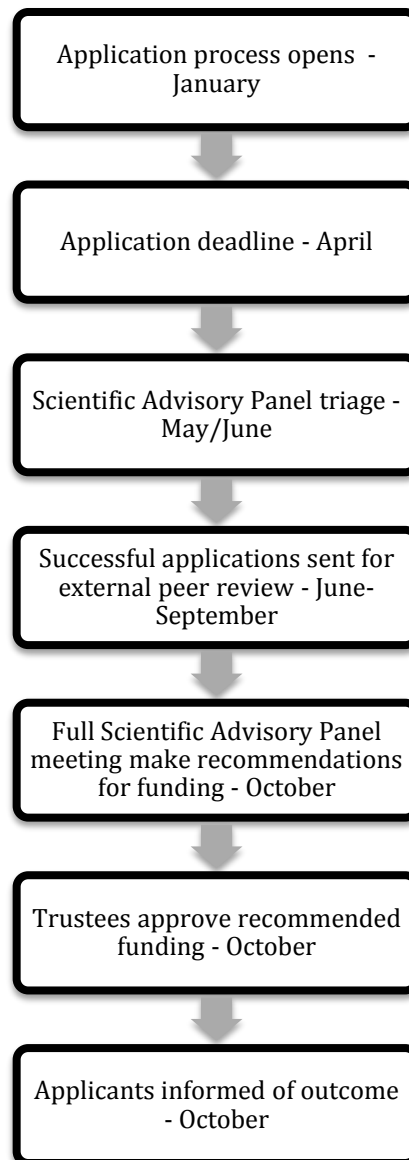 Application process opens -
January
Application deadline - April
Scientific Advisory Panel triage -
May/June
Successful applications sent for
external peer review - June-
September
Full Scientific Advisory Panel
meeting make recommendations
for funding - October
Trustees approve recommended
funding - October
Applicants informed of outcome
- October